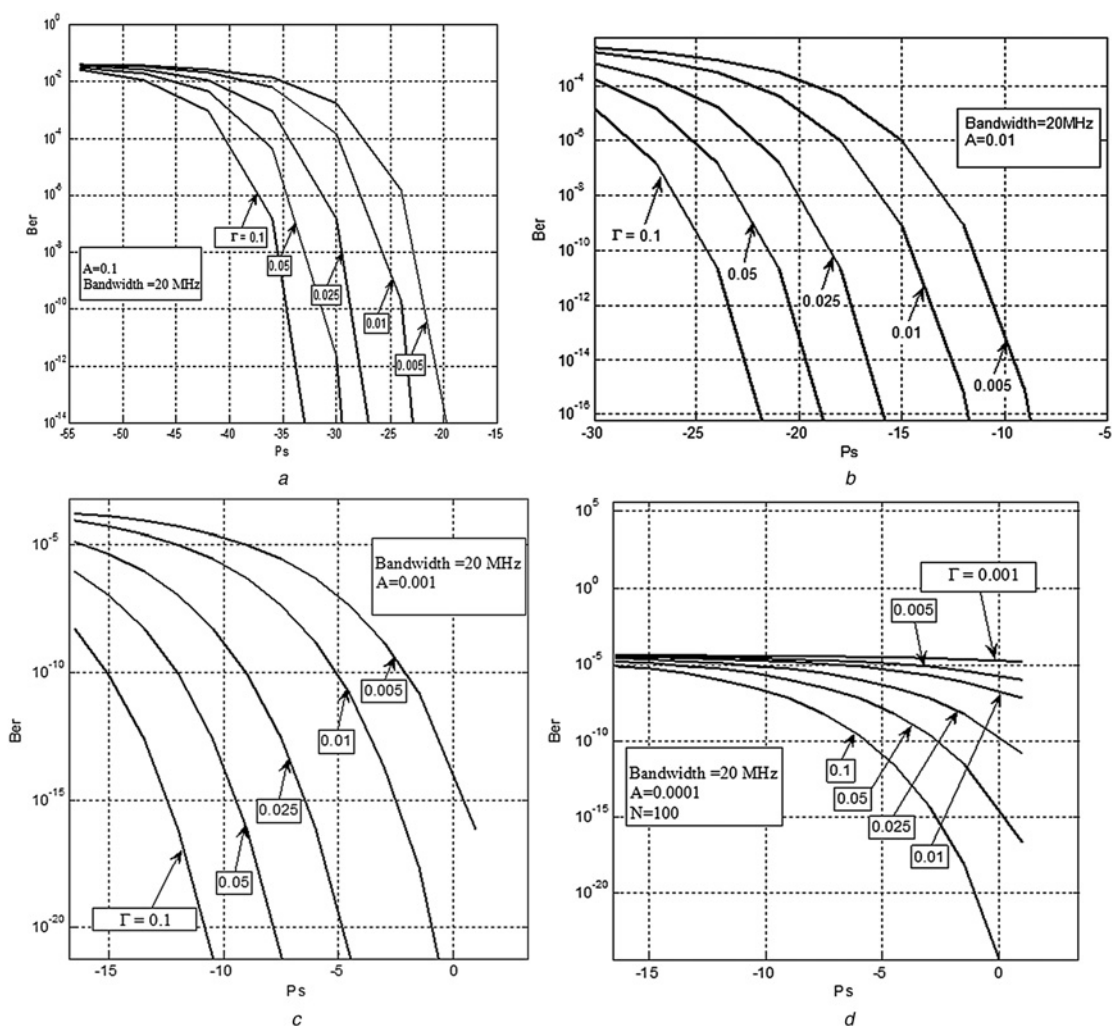 10^0
10^-2
10^-4
10^-6
10^-8
10^-10
10^-12
10^-14
Ber
-55 -50 -45 -40 -35 -30 -25 -20 -15
Ps
A=0.1
Bandwidth =20 MHz
Γ = 0.1
0.05
0.025
0.01
0.005
a
10^-4
10^-6
10^-8
10^-10
10^-12
10^-14
10^-16
Ber
-30 -25 -20 -15 -10 -5
Ps
Bandwidth=20MHz
A=0.01
Γ = 0.1
0.05
0.025
0.01
0.005
b
10^-5
10^-10
10^-15
10^-20
Ber
-15 -10 -5 0
Ps
Bandwidth =20 MHz
A=0.001
0.005
0.01
0.025
0.05
Γ = 0.1
c
10^5
10^0
10^-5
10^-10
10^-15
10^-20
Ber
-15 -10 -5 0
Ps
Γ = 0.001
0.005
Bandwidth =20 MHz
A=0.0001
N=100
0.1
0.05
0.025
0.01
d